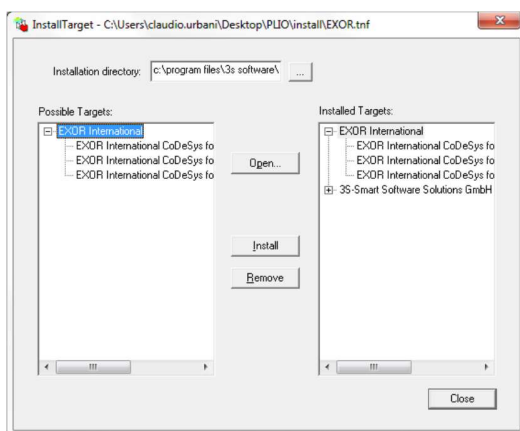 InstallTarget - C:\Users\claudio.urbani\Desktop\PLIO\install\EXOR.tnf
Installation directory: c:\program files\3s software\ ...
Possible Targets:
EXOR International
EXOR International CoDeSys fo
EXOR International CoDeSys fo
EXOR International CoDeSys fo
Open...
Install
Remove
Installed Targets:
EXOR International
EXOR International CoDeSys fo
EXOR International CoDeSys fo
EXOR International CoDeSys fo
3S-Smart Software Solutions GmbH
Close